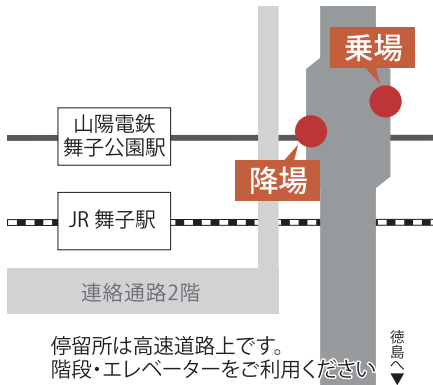 乗場
山陽電鉄
舞子公園駅
降場
JR 舞子駅
連絡通路2階
停留所は高速道路上です。
階段・エレベーターをご利用ください
徳島へ▼